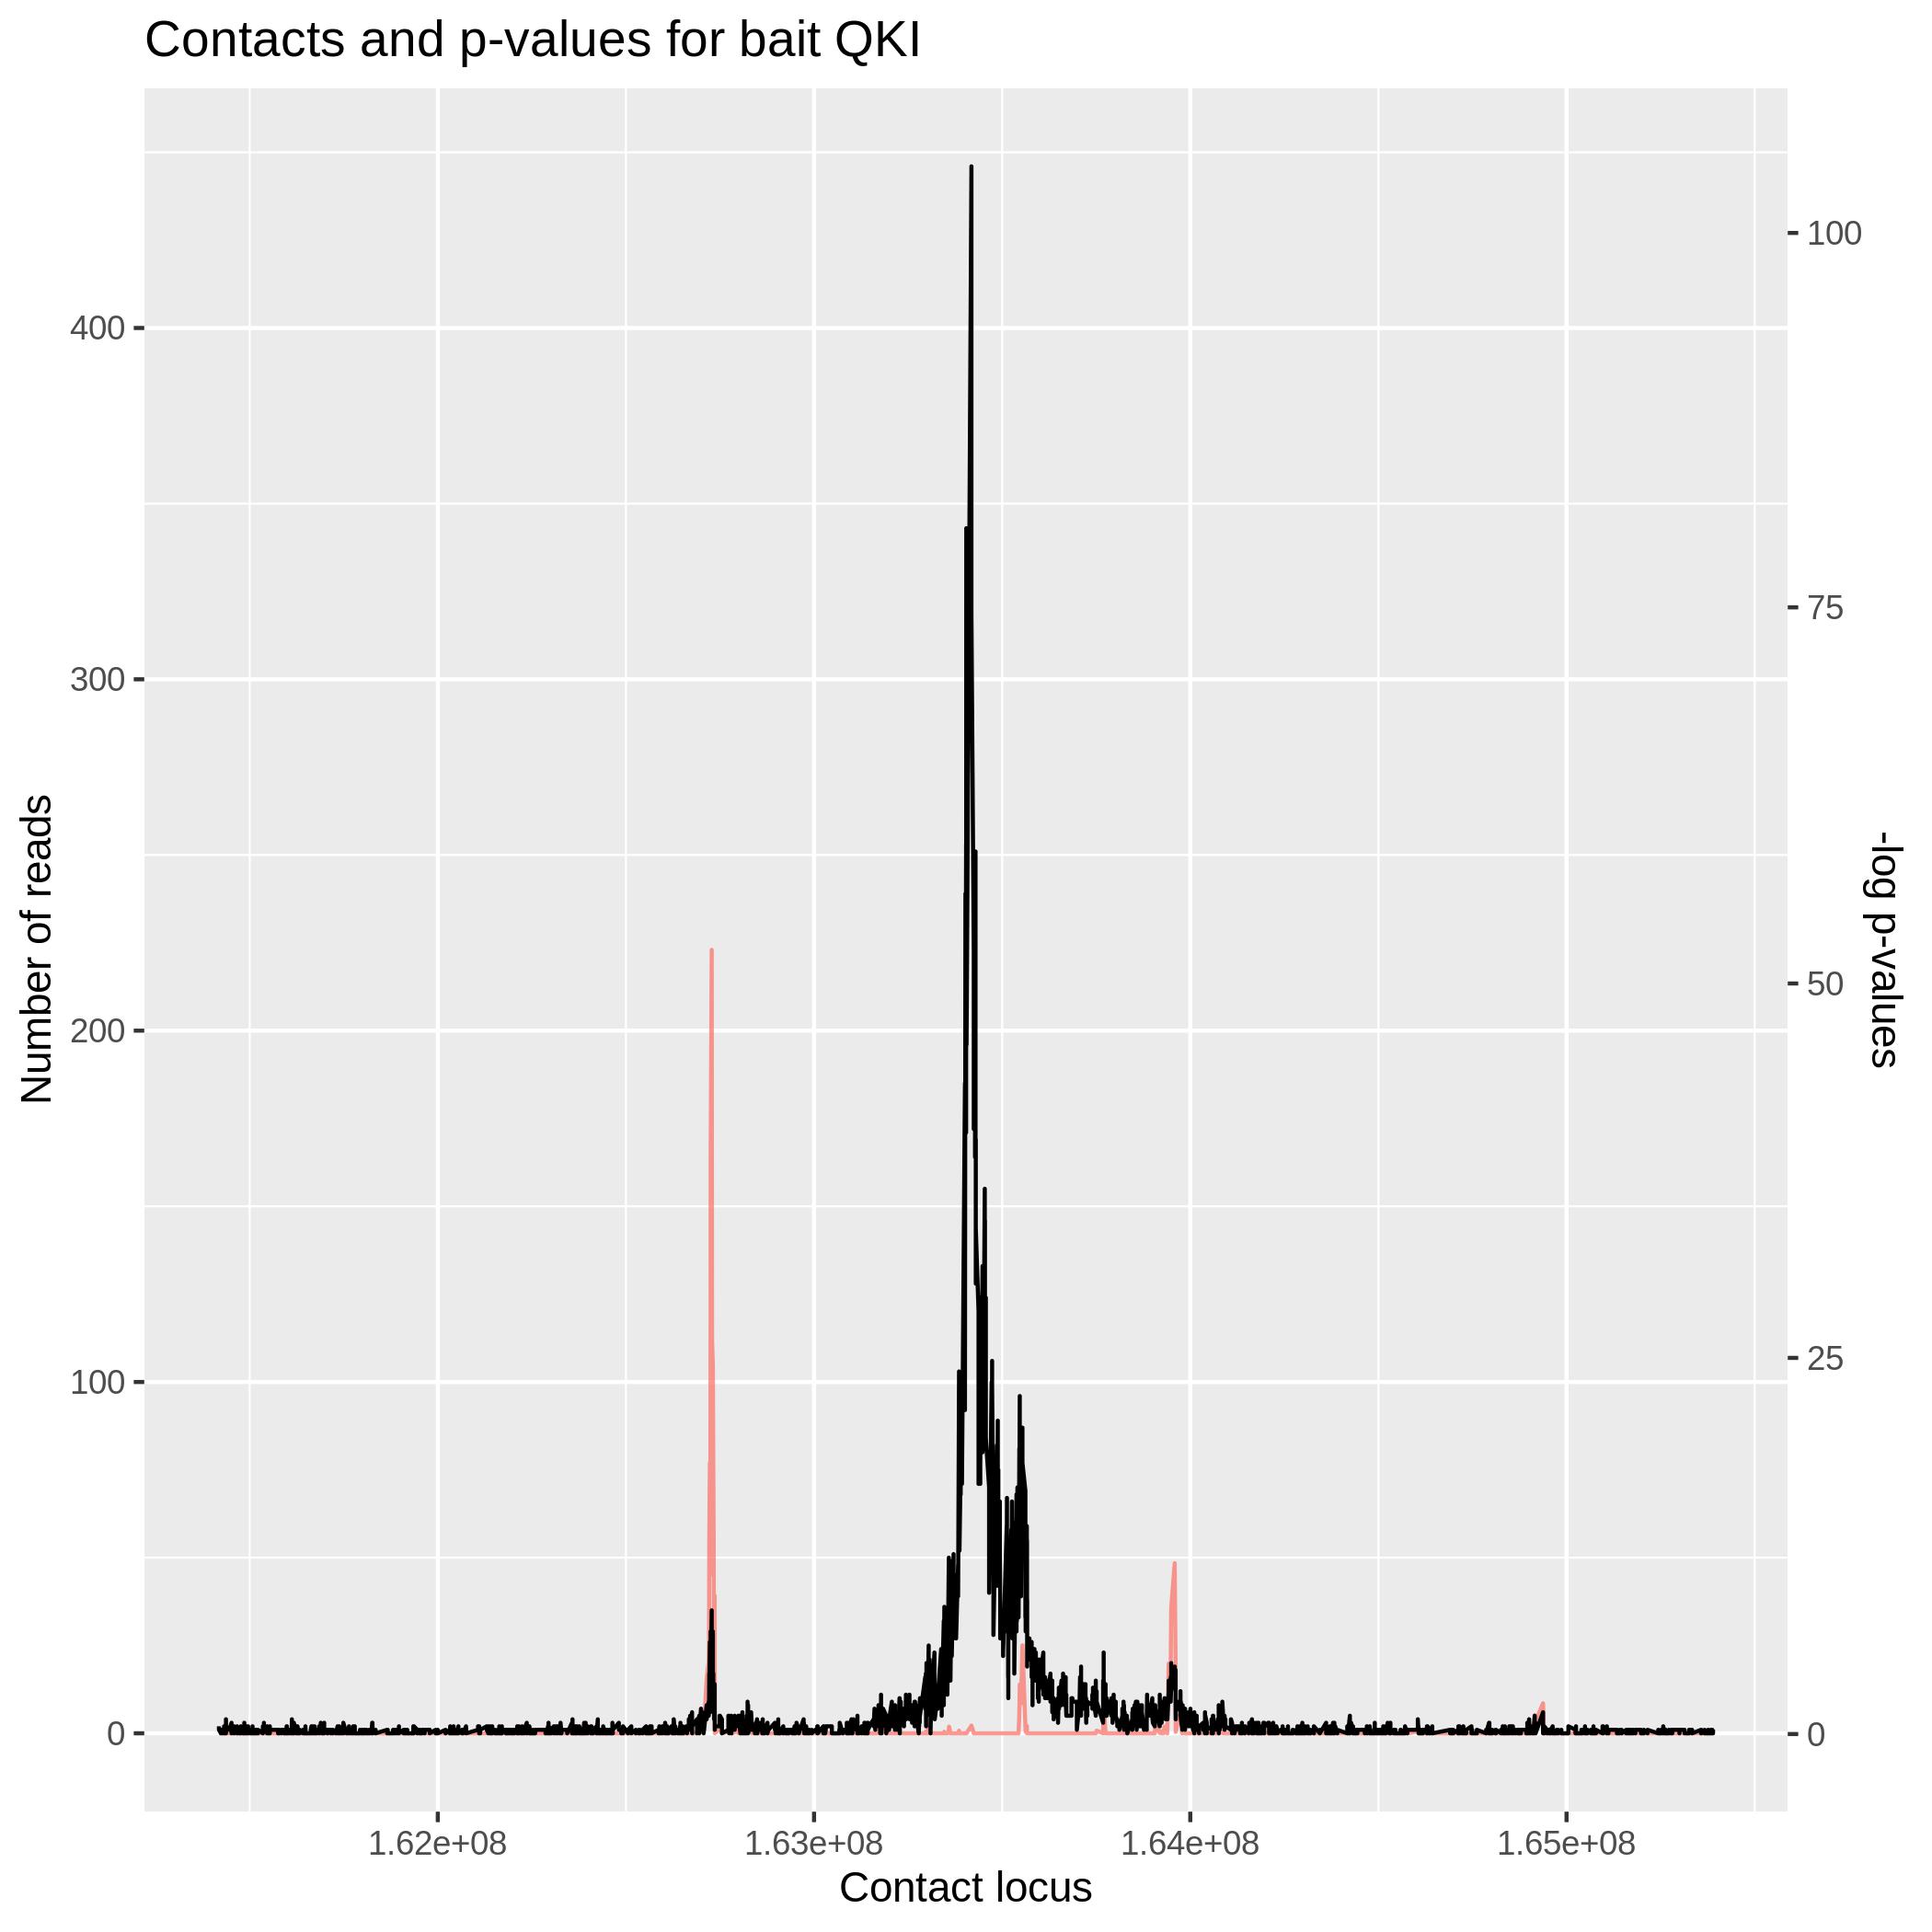 Contacts and p-values for bait QKI
Number of reads
400
300
200
100
0
100
75
50
25
0
-log p-values
1.62e+08 1.63e+08 1.64e+08 1.65e+08
Contact locus